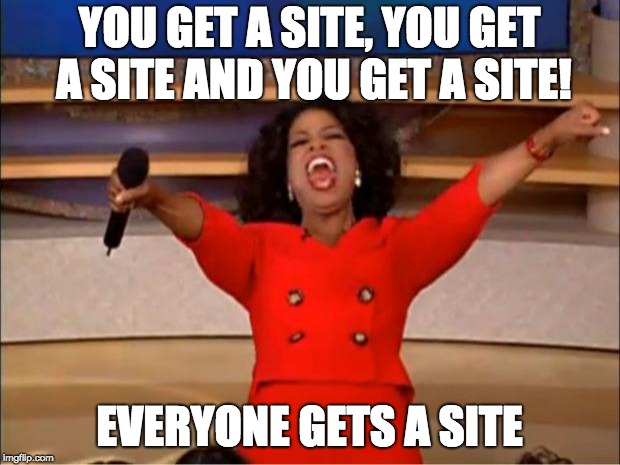 YOU GET A SITE, YOU GET
A SITE AND YOU GET A SITE!
EVERYONE GETS A SITE
imgflip.com